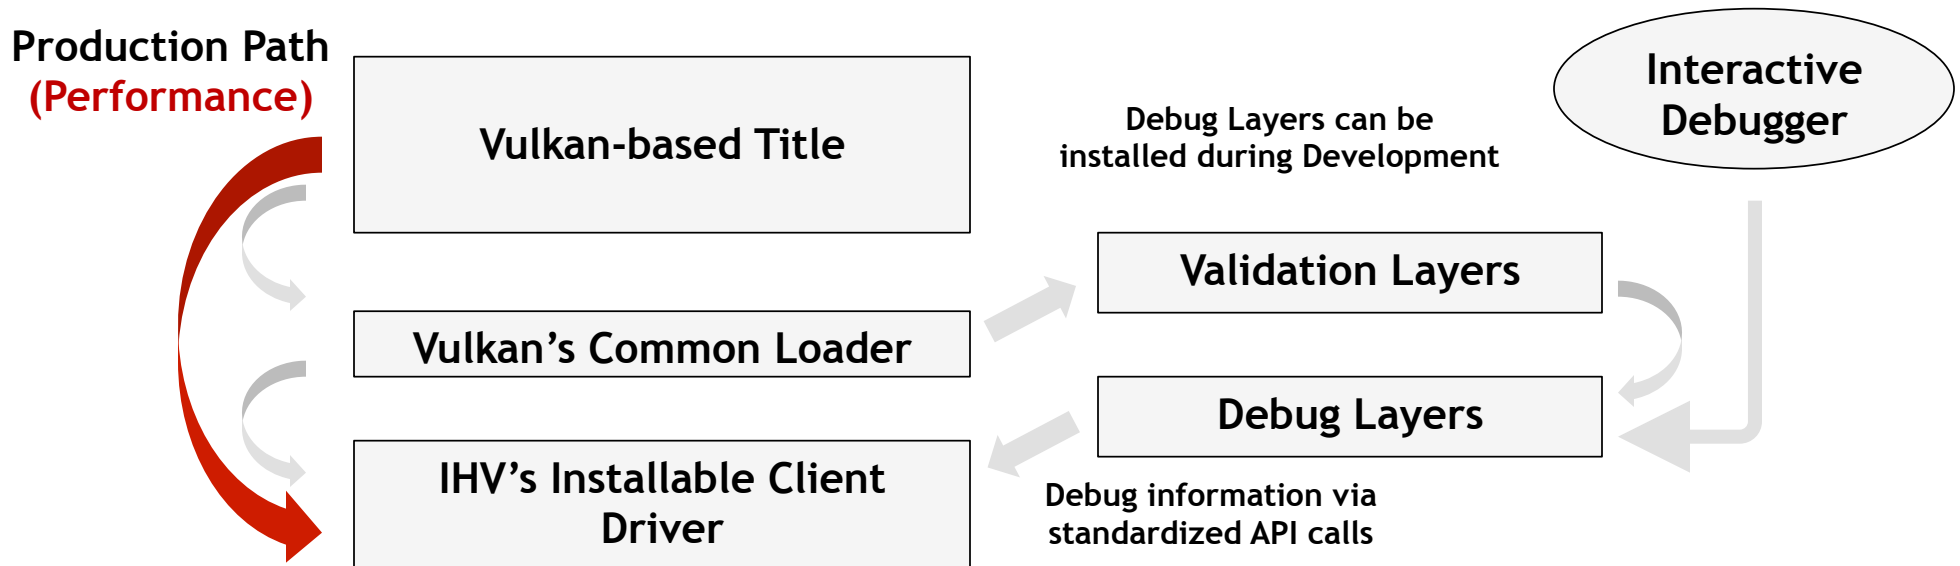 Production Path
(Performance)
Vulkan-based Title
Debug Layers can be
installed during Development
Interactive
Debugger
Validation Layers
Vulkan’s Common Loader
Debug Layers
IHV’s Installable Client
Driver
Debug information via
standardized API calls